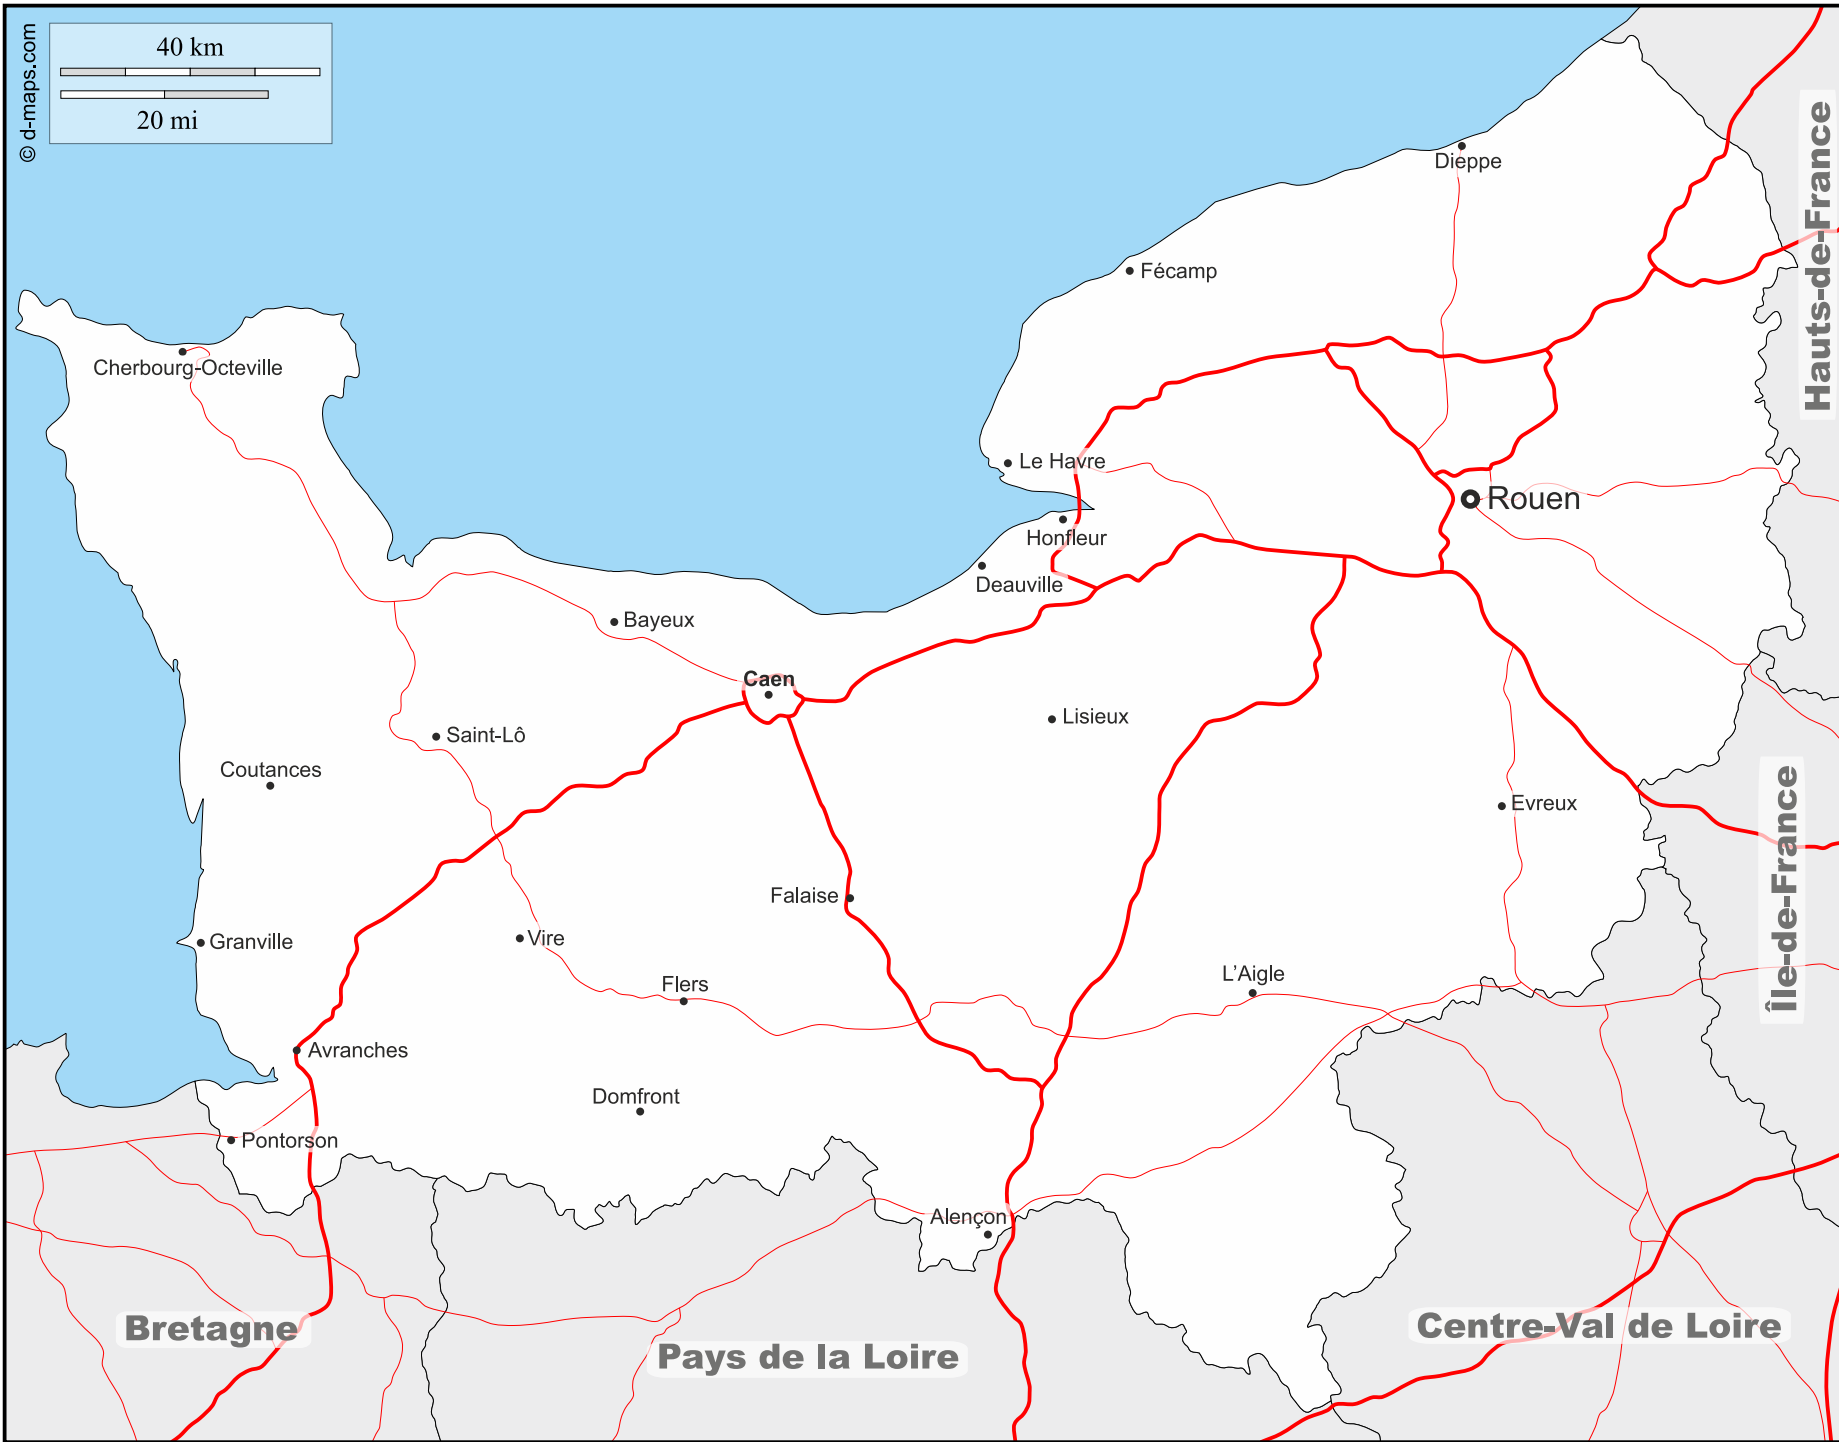 © d-maps.com
40 km
20 mi
Dieppe
Hauts-de-France
Fécamp
Cherbourg-Octeville
Le Havre
Rouen
Honfleur
Deauville
Bayeux
Caen
Lisieux
Saint-Lô
Coutances
Evreux
Île-de-France
Falaise
Granville
Vire
L'Aigle
Flers
Avranches
Domfront
Pontorson
Alençon
Bretagne
Centre-Val de Loire
Pays de la Loire